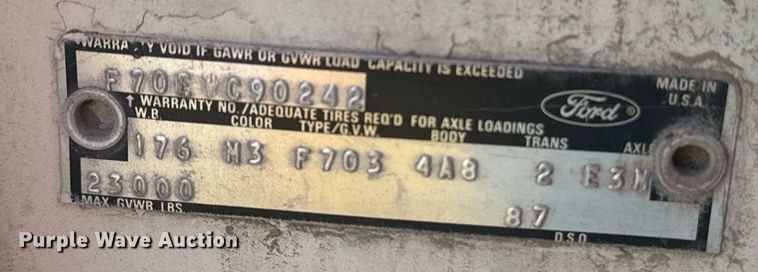 WARRANTY VOID IF GAWR OR GVWR LOAD CAPACITY IS EXCEEDED
F70FVC90242
MADE IN U.S.A.
Ford
↑ WARRANTY NO./ADEQUATE TIRES REQ'D FOR AXLE LOADINGS
W.B. COLOR TYPE/G.V.W. BODY TRANS AXLE
176 M3 F703 4A8 2 E3M
23000
MAX. GVWR LBS. 87
D.S.O.
Purple Wave Auction